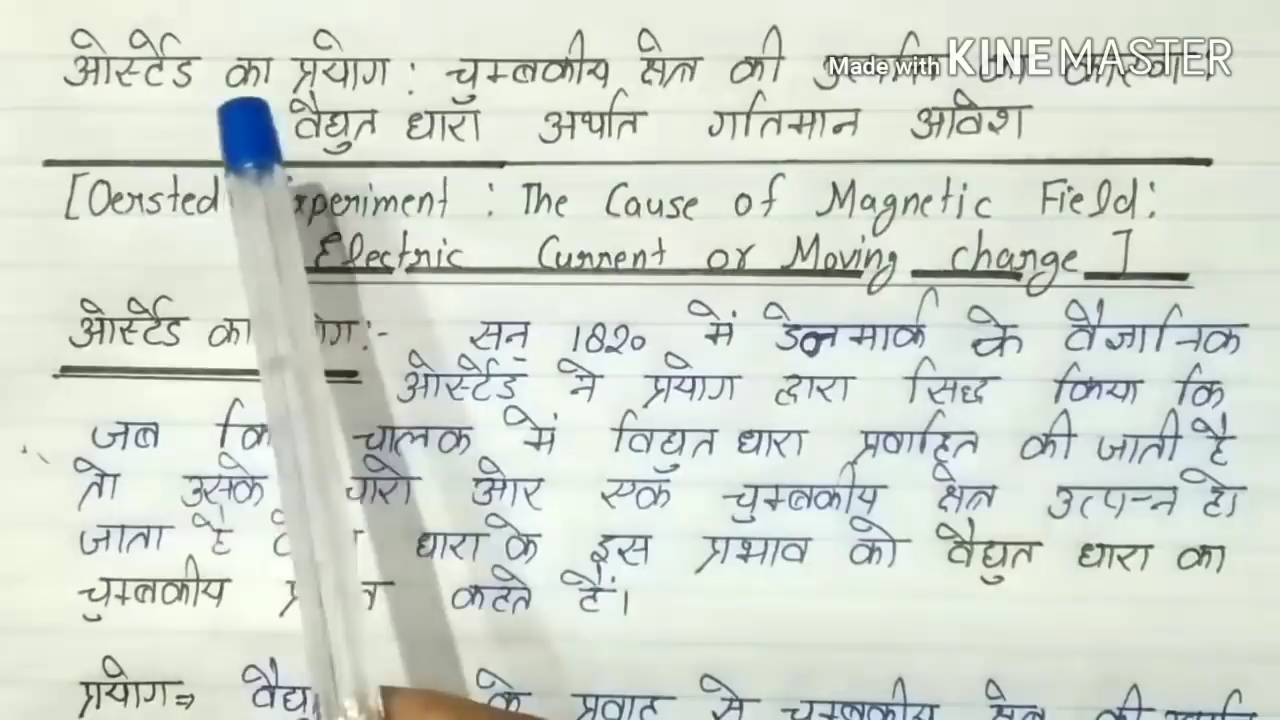 ओर्स्टेड का प्रयोग : चुम्बकीय क्षेत्र की
Made with KINEMASTER
वैद्युत धारा अर्थात गतिमान आवेश
[Oersted Experiment : The Cause of Magnetic Field:
Electric Current or Moving change]
ओर्स्टेड का :- सन् 1820 में डेनमार्क के वैज्ञानिक
ओर्स्टेड ने प्रयोग द्वारा सिद्ध किया कि
जब चालक में विद्युत धारा प्रवाहित की जाती है
तो उसके चारो ओर एक चुम्बकीय क्षेत्र उत्पन्न हो
जाता है धारा के इस प्रभाव को वैद्युत धारा का
चुम्बकीय कहते हैं।
प्रयोग⇒ के प्रवाह से चुम्बकीय क्षेत्र की